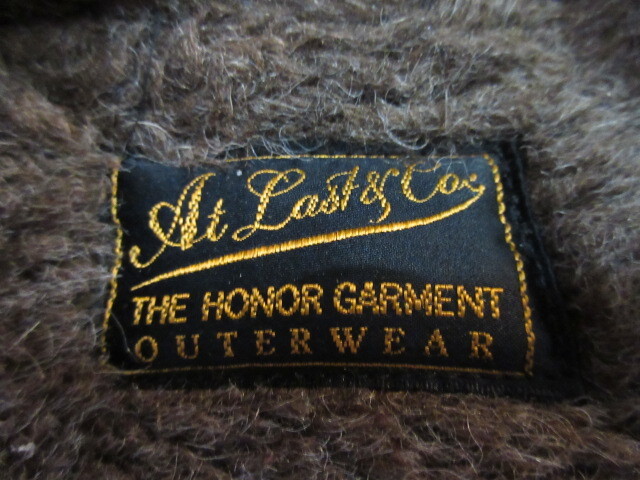 At Last & Co.
THE HONOR GARMENT
OUTERWEAR